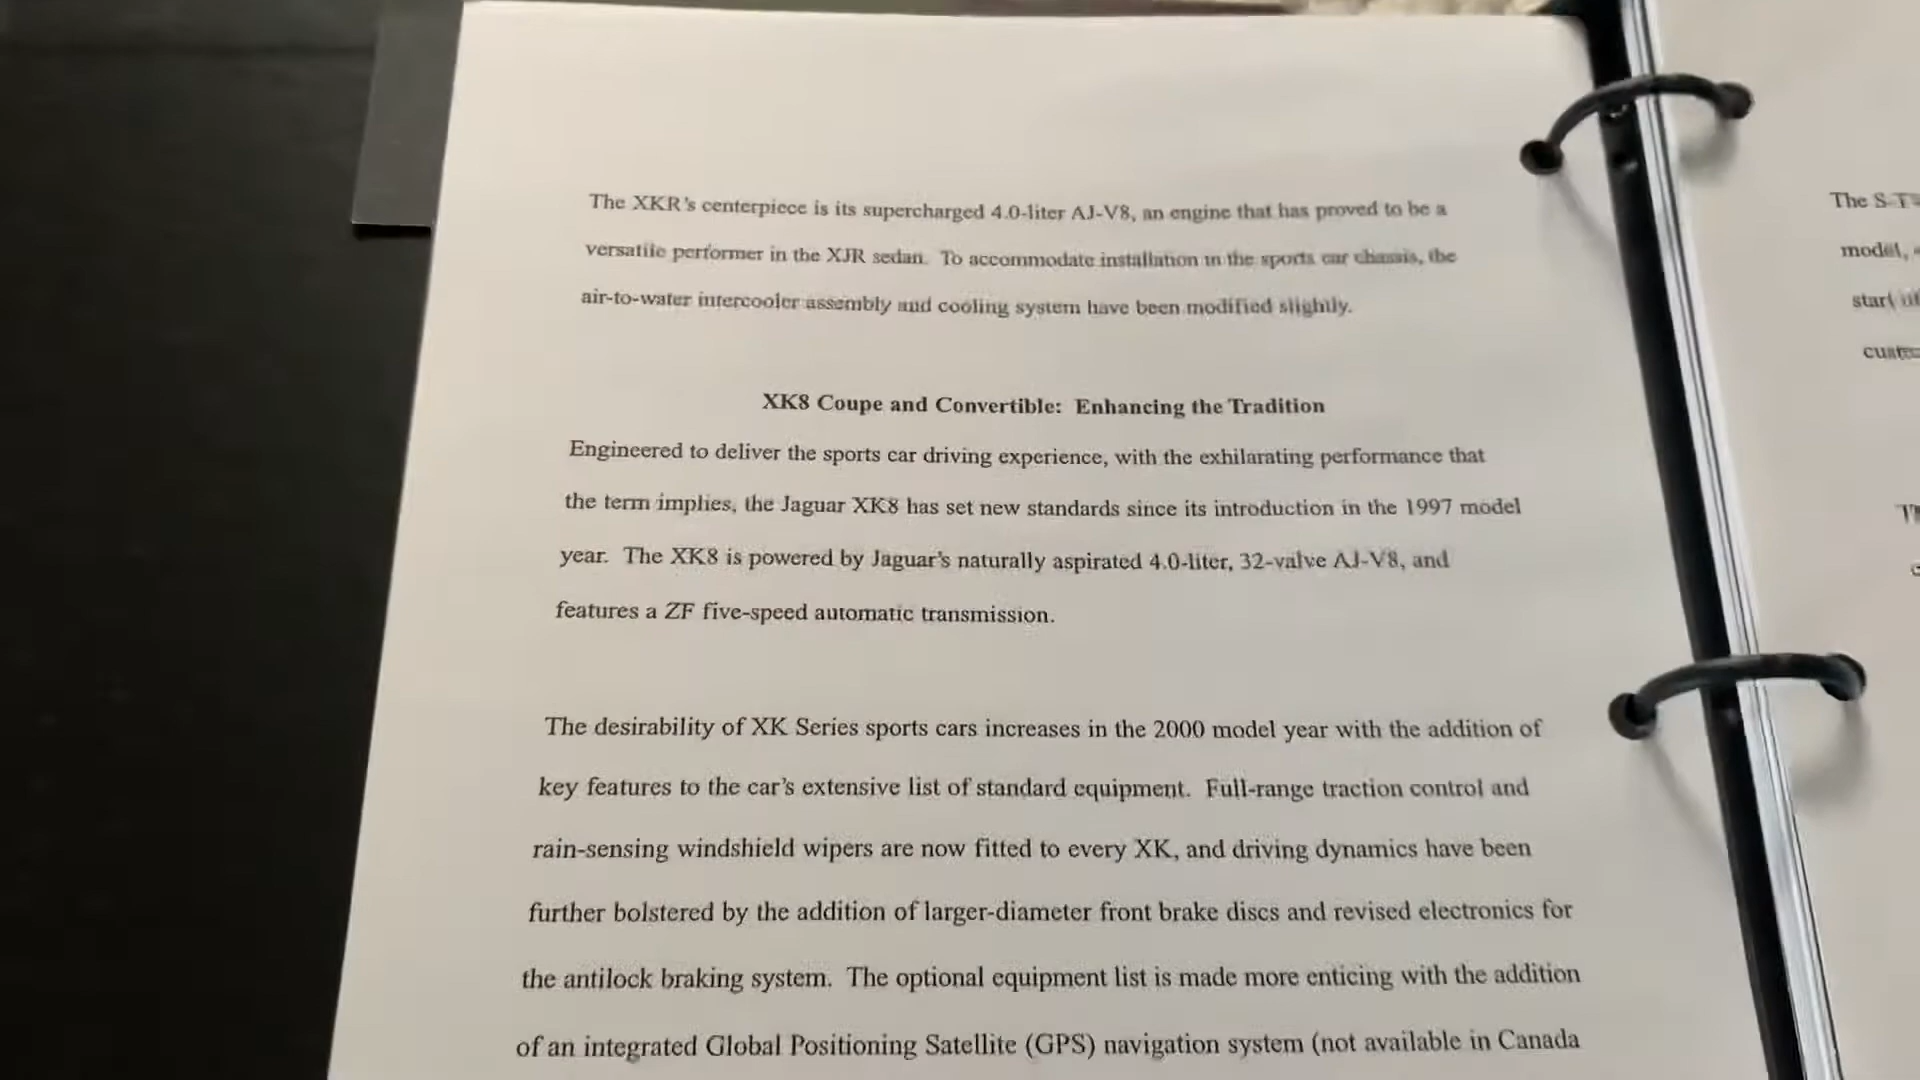 The XKR's centerpiece is its supercharged 4.0-liter AJ-V8, an engine that has proved to be a
versatile performer in the XJR sedan.  To accommodate installation in the sports car chassis, the
air-to-water intercooler assembly and cooling system have been modified slightly.
XK8 Coupe and Convertible:  Enhancing the Tradition
Engineered to deliver the sports car driving experience, with the exhilarating performance that
the term implies, the Jaguar XK8 has set new standards since its introduction in the 1997 model
year.  The XK8 is powered by Jaguar's naturally aspirated 4.0-liter, 32-valve AJ-V8, and
features a ZF five-speed automatic transmission.
The desirability of XK Series sports cars increases in the 2000 model year with the addition of
key features to the car's extensive list of standard equipment.  Full-range traction control and
rain-sensing windshield wipers are now fitted to every XK, and driving dynamics have been
further bolstered by the addition of larger-diameter front brake discs and revised electronics for
the antilock braking system.  The optional equipment list is made more enticing with the addition
of an integrated Global Positioning Satellite (GPS) navigation system (not available in Canada
The
model,